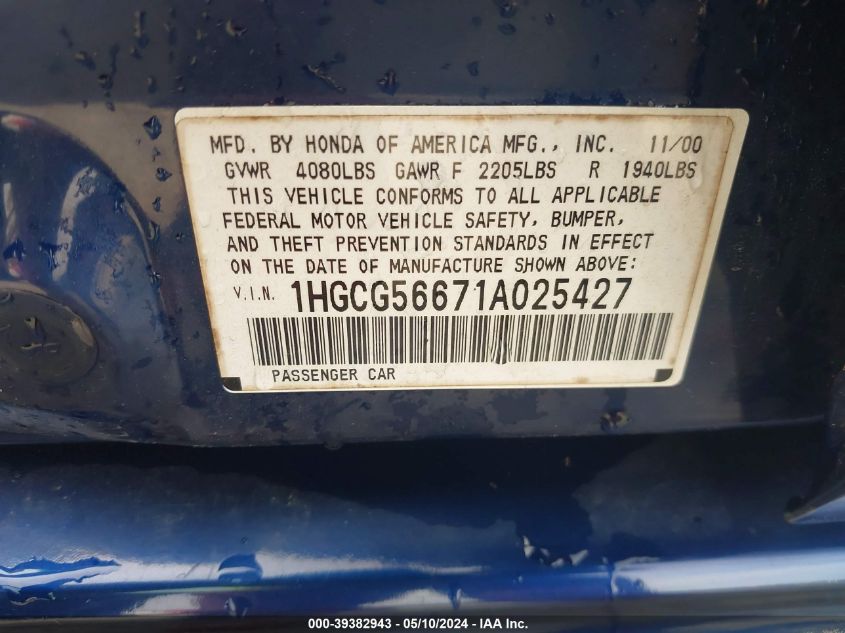 MFD. BY HONDA OF AMERICA MFG., INC. 11/00
GVWR 4080LBS GAWR F 2205LBS R 1940LBS
THIS VEHICLE CONFORMS TO ALL APPLICABLE
FEDERAL MOTOR VEHICLE SAFETY, BUMPER,
AND THEFT PREVENTION STANDARDS IN EFFECT
ON THE DATE OF MANUFACTURE SHOWN ABOVE:
V.I.N. 1HGCG56671A025427
PASSENGER CAR
000-39382943 - 05/10/2024 - IAA Inc.